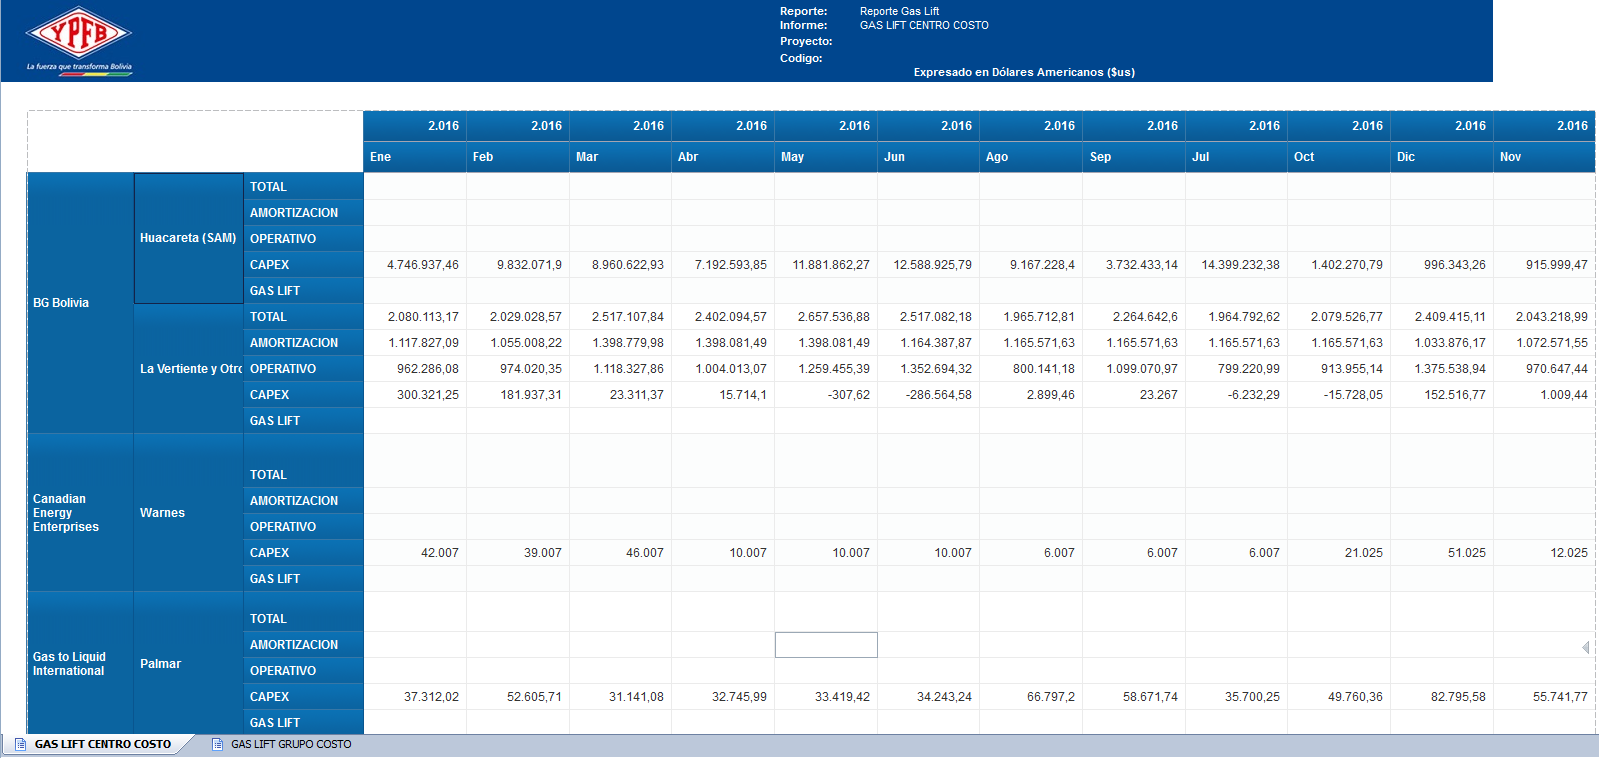 YPFB
La fuerza que transforma Bolivia
Reporte: Reporte Gas Lift
Informe: GAS LIFT CENTRO COSTO
Proyecto:
Codigo:
Expresado en Dólares Americanos ($us)
2.016 2.016 2.016 2.016 2.016 2.016 2.016 2.016 2.016 2.016 2.016 2.016
Ene Feb Mar Abr May Jun Ago Sep Jul Oct Dic Nov
BG Bolivia
Huacareta (SAM)
TOTAL
AMORTIZACION
OPERATIVO
CAPEX 4.746.937,46 9.832.071,9 8.960.622,93 7.192.593,85 11.881.862,27 12.588.925,79 9.167.228,4 3.732.433,14 14.399.232,38 1.402.270,79 996.343,26 915.999,47
GAS LIFT
La Vertiente y Otro
TOTAL 2.080.113,17 2.029.028,57 2.517.107,84 2.402.094,57 2.657.536,88 2.517.082,18 1.965.712,81 2.264.642,6 1.964.792,62 2.079.526,77 2.409.415,11 2.043.218,99
AMORTIZACION 1.117.827,09 1.055.008,22 1.398.779,98 1.398.081,49 1.398.081,49 1.164.387,87 1.165.571,63 1.165.571,63 1.165.571,63 1.165.571,63 1.033.876,17 1.072.571,55
OPERATIVO 962.286,08 974.020,35 1.118.327,86 1.004.013,07 1.259.455,39 1.352.694,32 800.141,18 1.099.070,97 799.220,99 913.955,14 1.375.538,94 970.647,44
CAPEX 300.321,25 181.937,31 23.311,37 15.714,1 -307,62 -286.564,58 2.899,46 23.267 -6.232,29 -15.728,05 152.516,77 1.009,44
GAS LIFT
Canadian
Energy
Enterprises
Warnes
TOTAL
AMORTIZACION
OPERATIVO
CAPEX 42.007 39.007 46.007 10.007 10.007 10.007 6.007 6.007 6.007 21.025 51.025 12.025
GAS LIFT
Gas to Liquid
International
Palmar
TOTAL
AMORTIZACION
OPERATIVO
CAPEX 37.312,02 52.605,71 31.141,08 32.745,99 33.419,42 34.243,24 66.797,2 58.671,74 35.700,25 49.760,36 82.795,58 55.741,77
GAS LIFT
GAS LIFT CENTRO COSTO GAS LIFT GRUPO COSTO